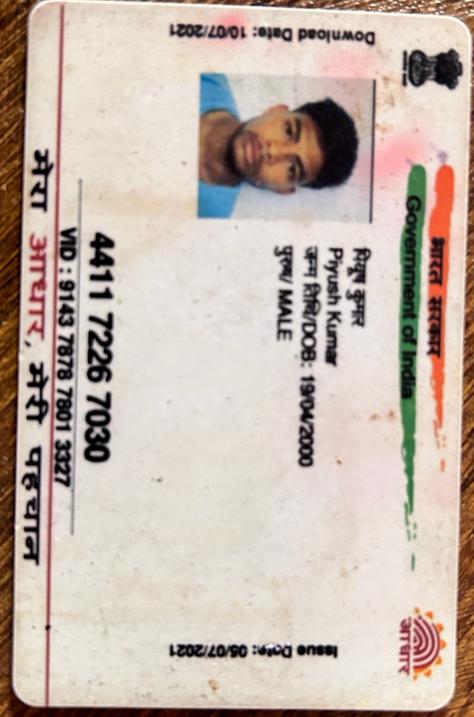 भारत सरकार
Government of India
Download Date: 10/07/2021
Issue Date: 05/07/2021
पियूष कुमार
Piyush Kumar
जन्म तिथि/DOB: 19/04/2000
पुरुष/ MALE
4411 7226 7030
VID : 9143 7878 7801 3327
मेरा आधार, मेरी पहचान
आधार